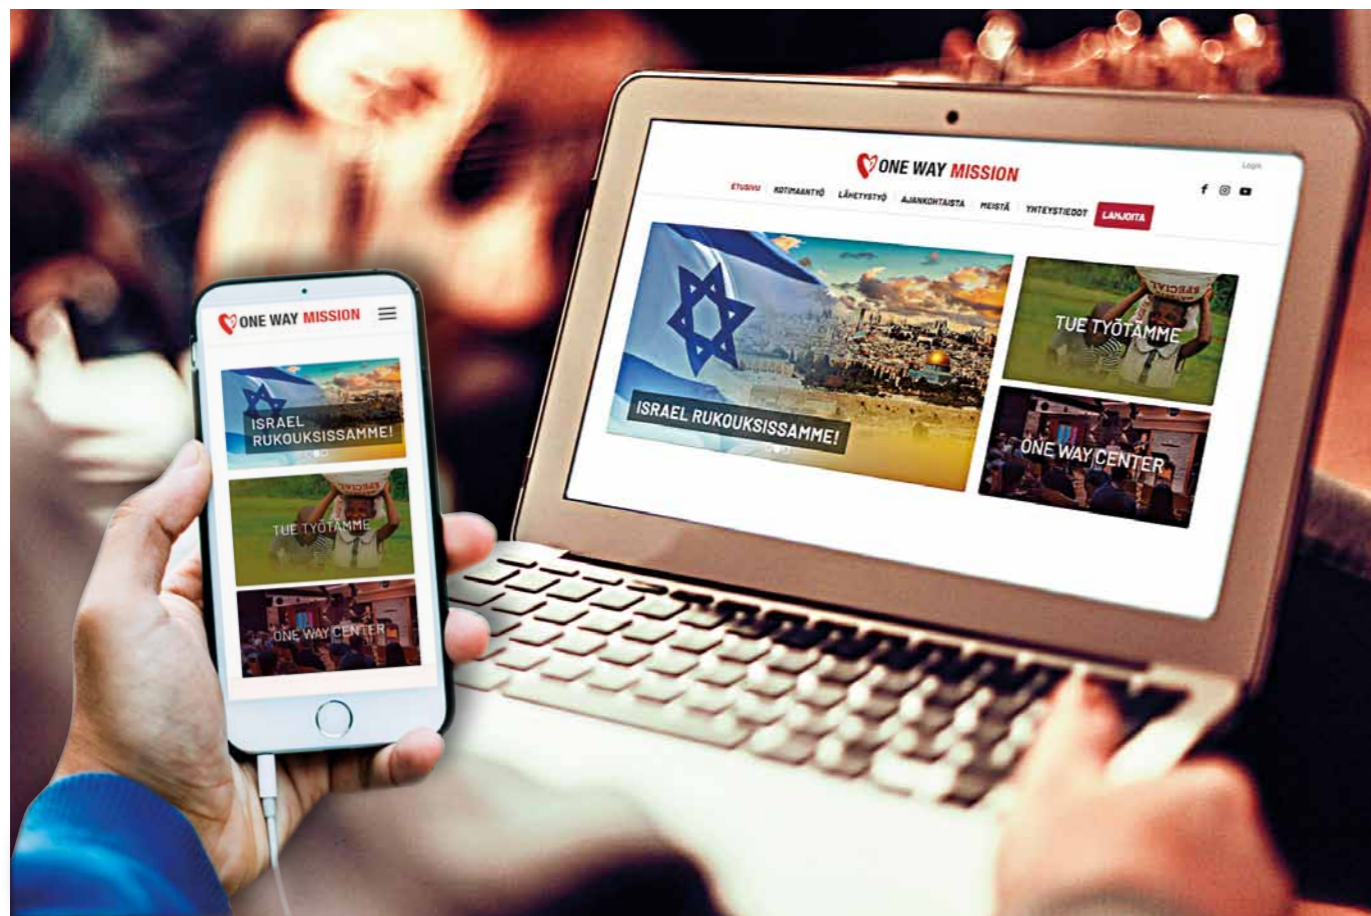 ONE WAY MISSION
ISRAEL
RUKOUKSISSAMME!
TUE TYÖTÄMME
ONE WAY CENTER
Login
ONE WAY MISSION
ETUSIVU KOTIMAANTYÖ LÄHETYSTYÖ AJANKOHTAISTA MEISTÄ YHTEYSTIEDOT LAHJOITA
ISRAEL RUKOUKSISSAMME!
SPECIAL
TUE TYÖTÄMME
ONE WAY CENTER